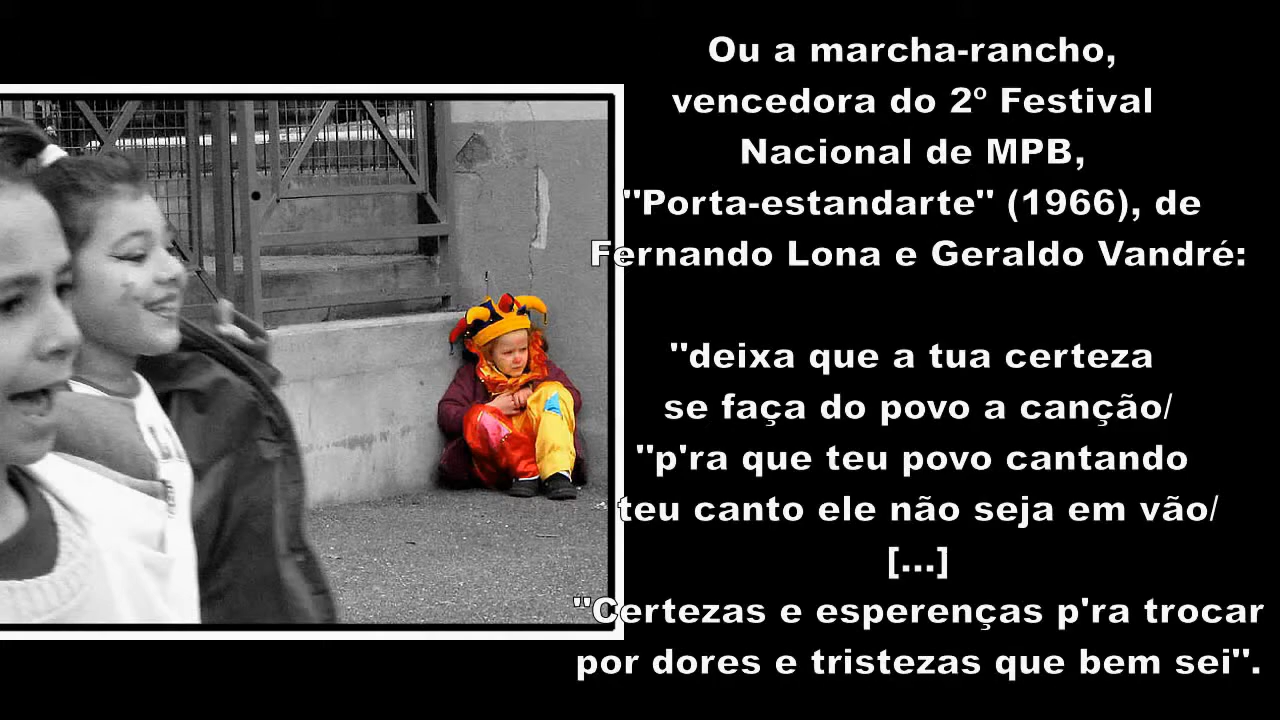 Ou a marcha-rancho,
vencedora do 2º Festival
Nacional de MPB,
"Porta-estandarte" (1966), de
Fernando Lona e Geraldo Vandré:
"deixa que a tua certeza
se faça do povo a canção/
"p'ra que teu povo cantando
teu canto ele não seja em vão/
[...]
"Certezas e esperenças p'ra trocar
por dores e tristezas que bem sei".